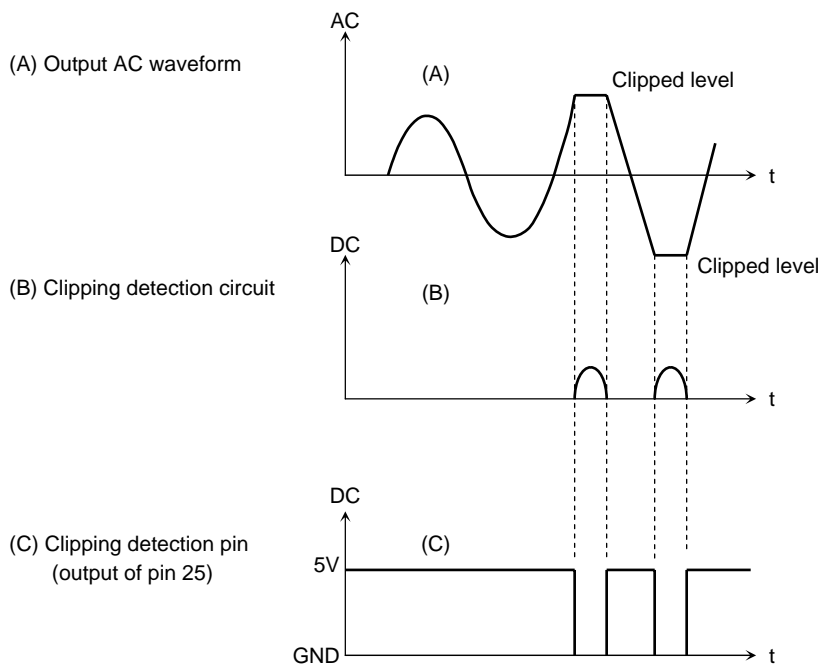 AC
(A) Output AC waveform
(A)
Clipped level
t
DC
Clipped level
(B) Clipping detection circuit
(B)
t
DC
(C) Clipping detection pin
(output of pin 25)
(C)
5V
GND
t